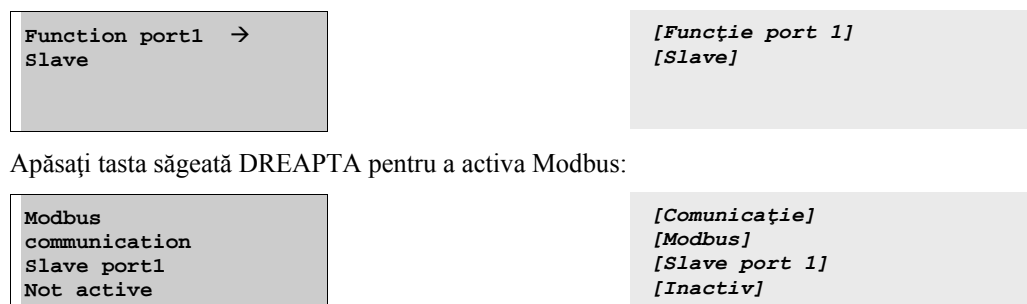 Function port1 →
Slave
[Funcţie port 1]
[Slave]
Apăsaţi tasta săgeată DREAPTA pentru a activa Modbus:
Modbus
communication
Slave port1
Not active
[Comunicaţie]
[Modbus]
[Slave port 1]
[Inactiv]